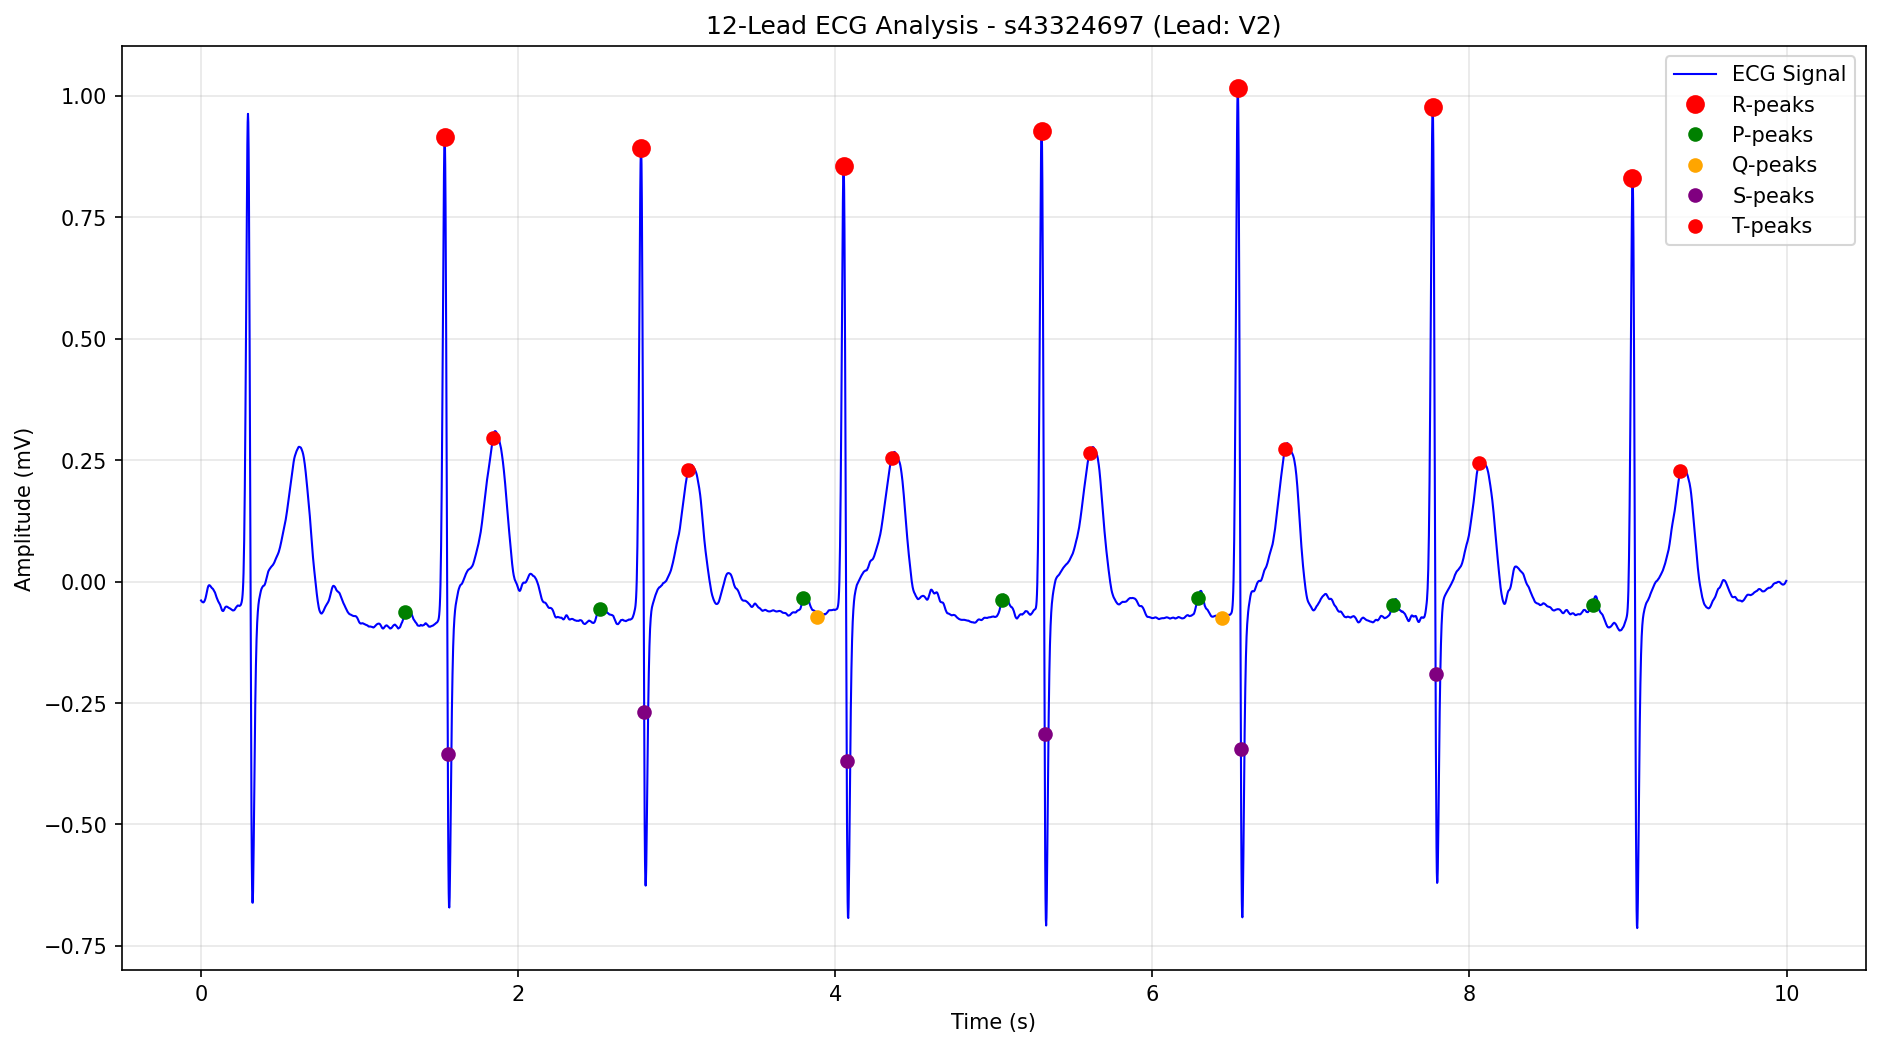 12-Lead ECG Analysis - s43324697 (Lead: V2)
ECG Signal
R-peaks
P-peaks
Q-peaks
S-peaks
T-peaks
1.00
0.75
0.50
0.25
0.00
−0.25
−0.50
−0.75
Amplitude (mV)
0 2 4 6 8 10
Time (s)